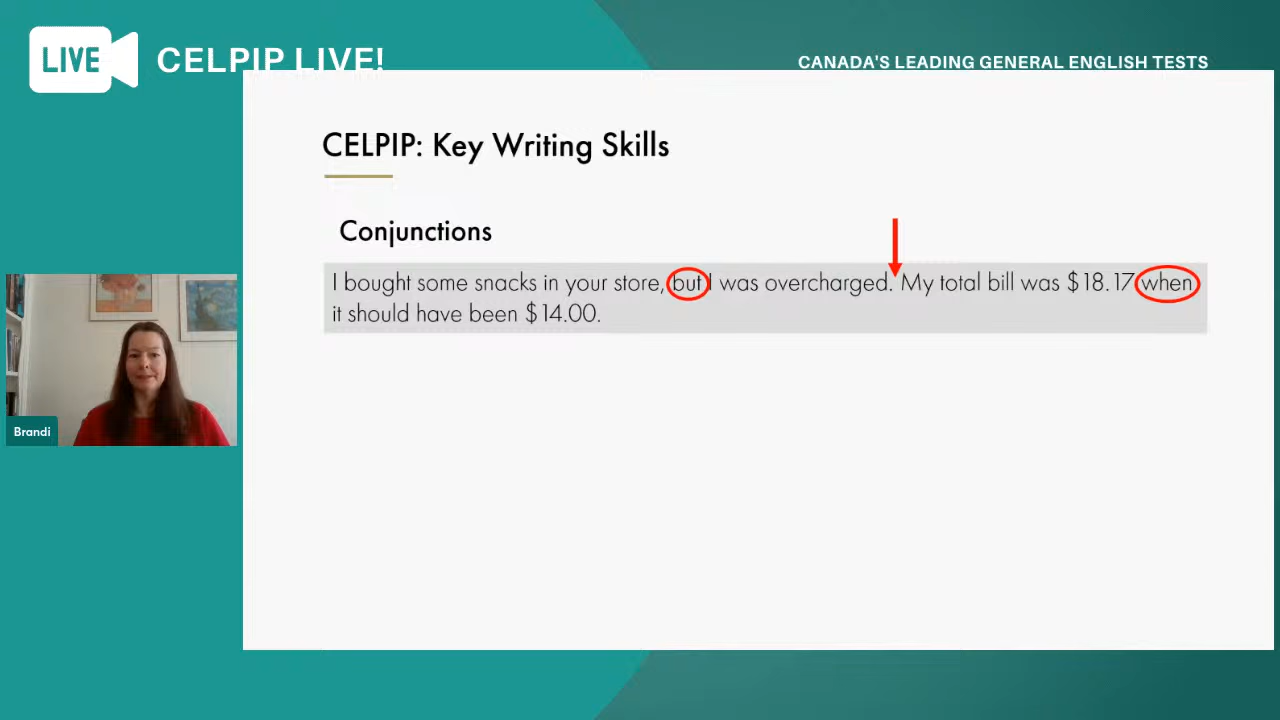 LIVE
CELPIP LIVE!
CANADA'S LEADING GENERAL ENGLISH TESTS
CELPIP: Key Writing Skills
Conjunctions
I bought some snacks in your store, but I was overcharged. My total bill was $18.17 when
it should have been $14.00.
Brandi